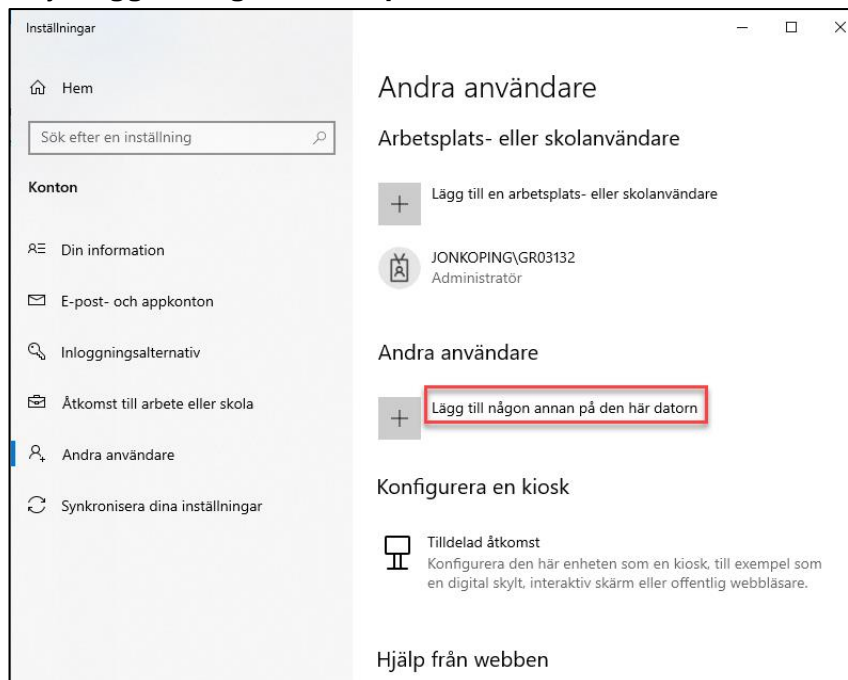 Inställningar
Hem
Sök efter en inställning
Konton
Din information
E-post- och appkonton
Inloggningsalternativ
Åtkomst till arbete eller skola
Andra användare
Synkronisera dina inställningar
Andra användare
Arbetsplats- eller skolanvändare
Lägg till en arbetsplats- eller skolanvändare
JONKOPING\GR03132
Administratör
Andra användare
Lägg till någon annan på den här datorn
Konfigurera en kiosk
Tilldelad åtkomst
Konfigurera den här enheten som en kiosk, till exempel som
en digital skylt, interaktiv skärm eller offentlig webbläsare.
Hjälp från webben